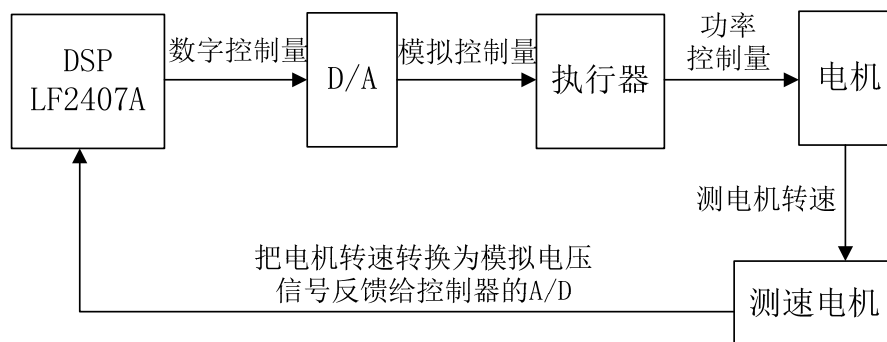 DSP
LF2407A
数字控制量
D/A
模拟控制量
执行器
功率
控制量
电机
测电机转速
把电机转速转换为模拟电压
信号反馈给控制器的A/D
测速电机